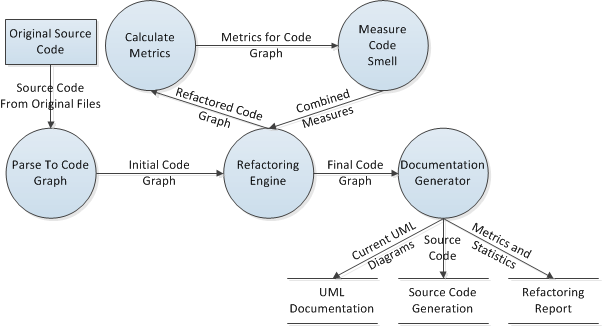 Original Source
Code
Calculate
Metrics
Metrics for Code
Graph
Measure
Code
Smell
Source Code
From Original Files
Refactored Code
Graph
Combined
Measures
Parse To Code
Graph
Initial Code
Graph
Refactoring
Engine
Final Code
Graph
Documentation
Generator
Current UML
Diagrams
Source
Code
Metrics and
Statistics
UML
Documentation
Source Code
Generation
Refactoring
Report